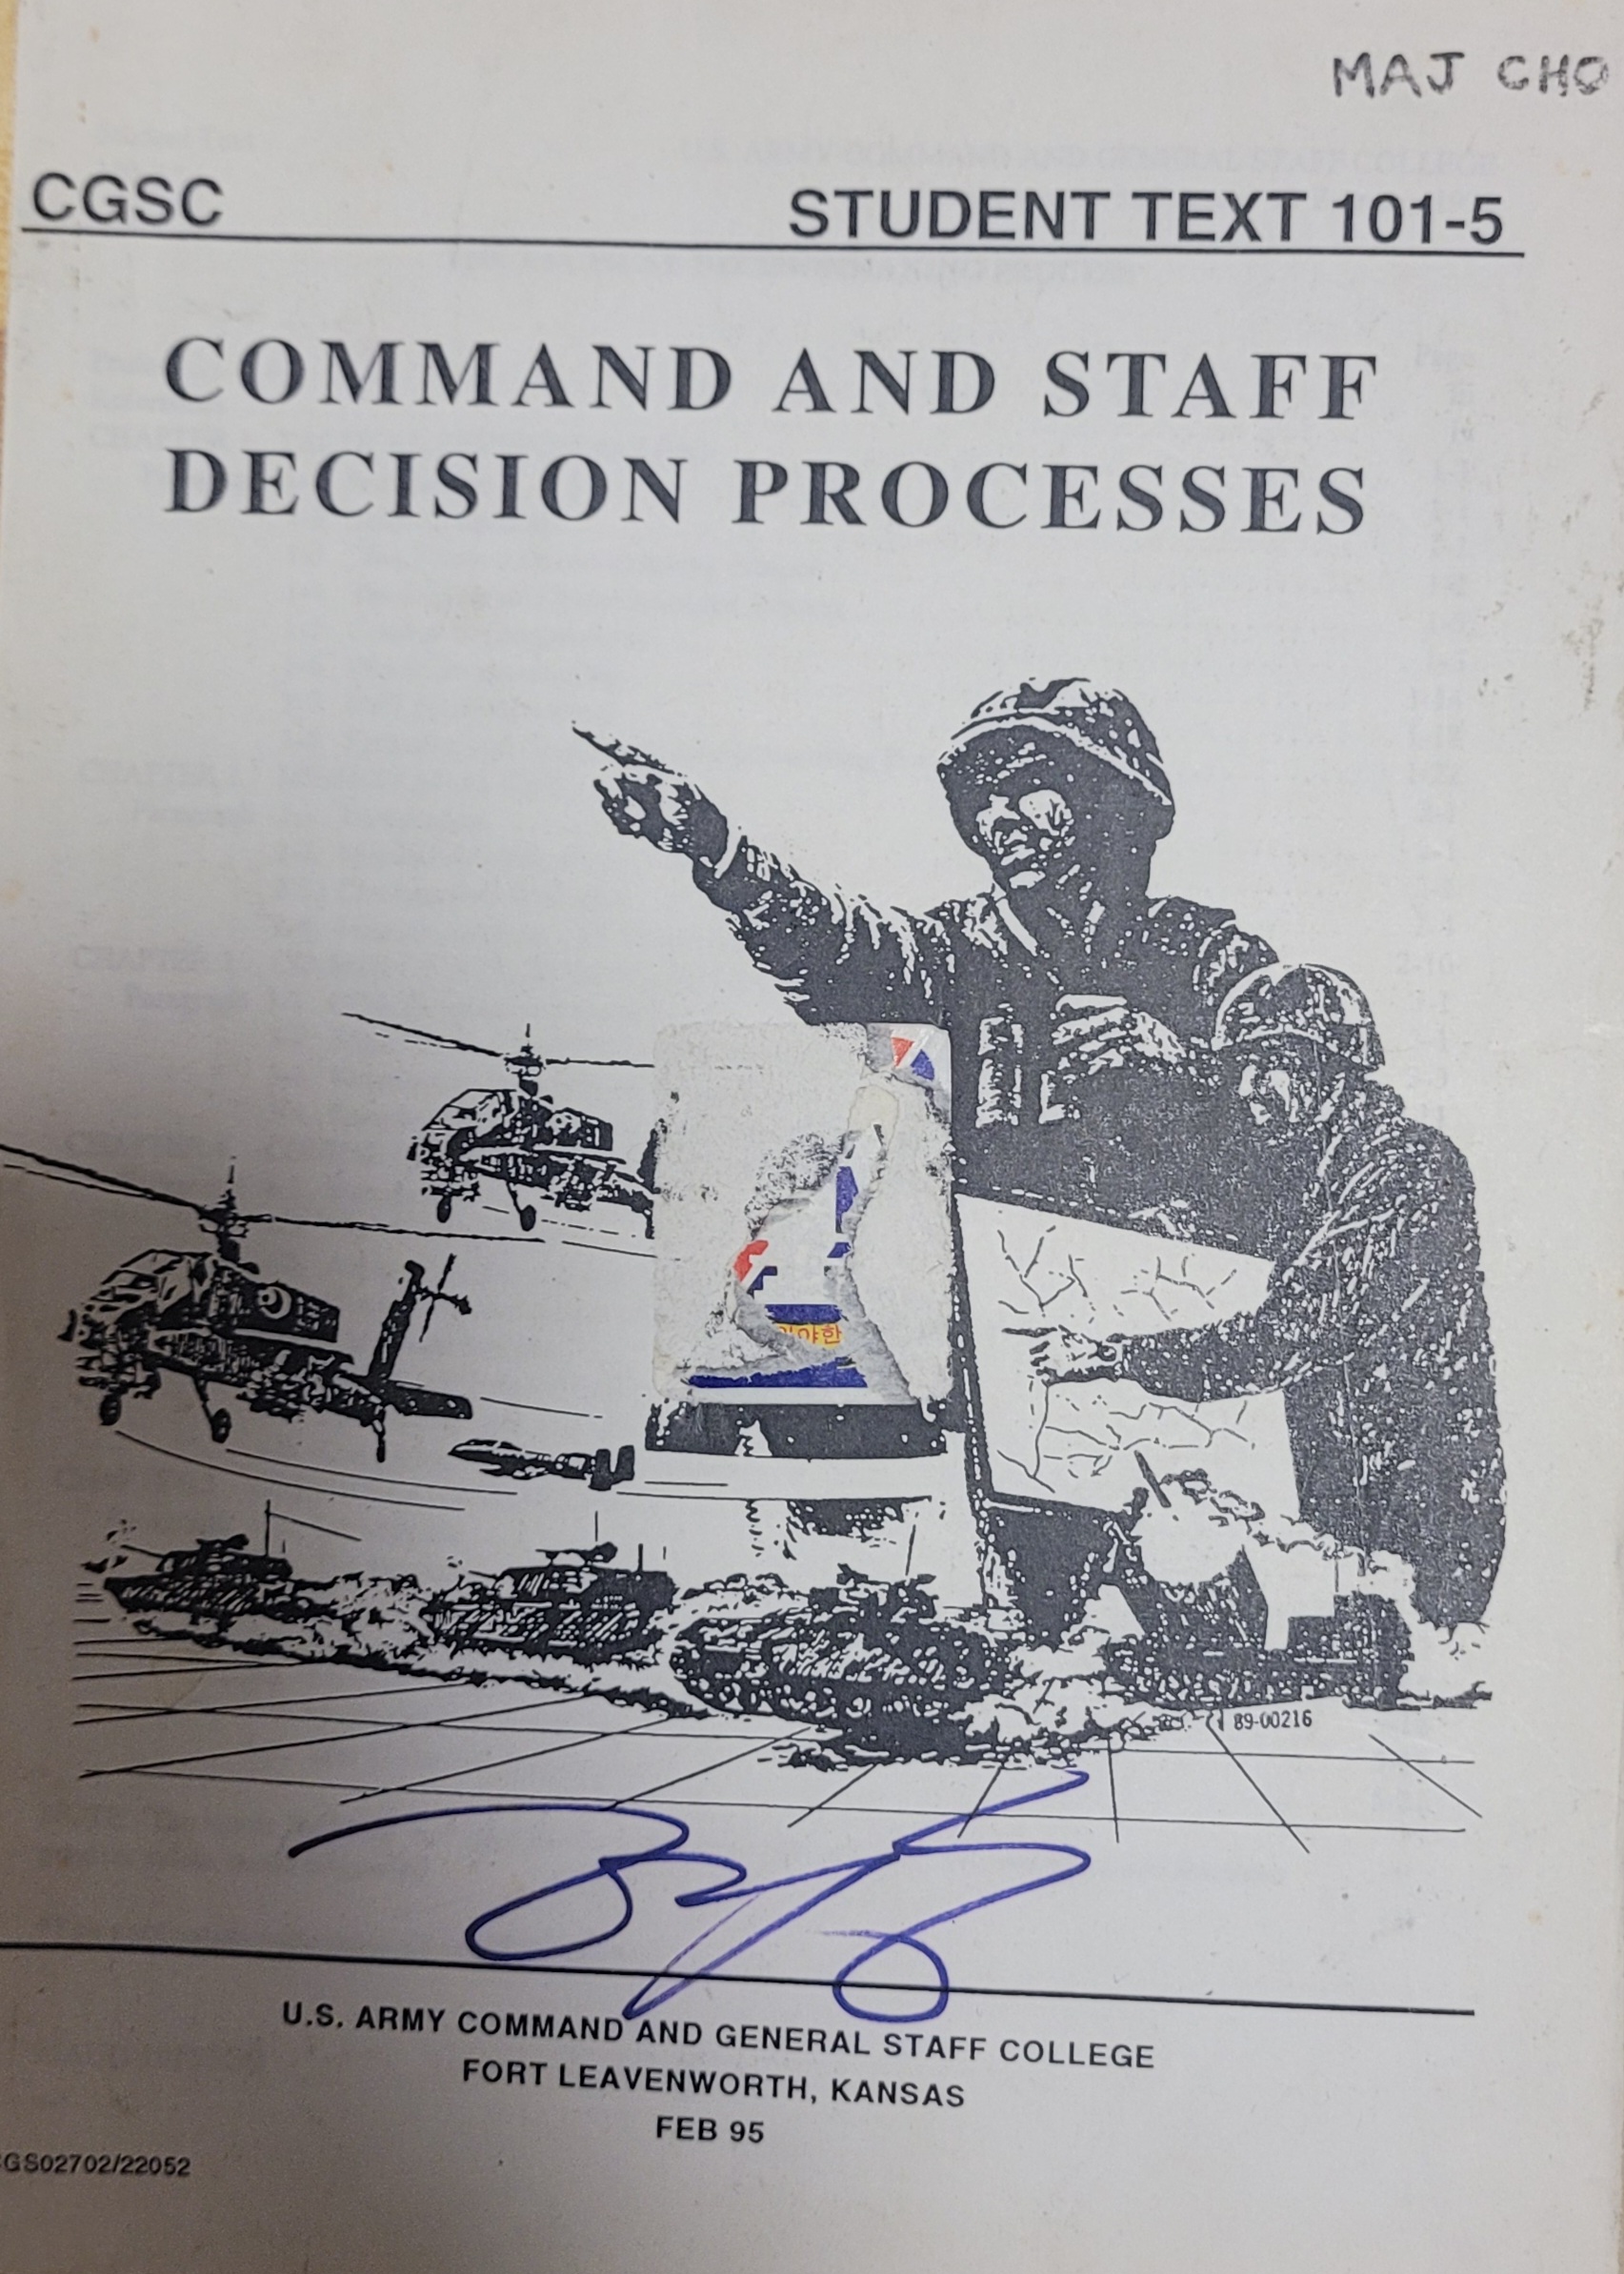 MAJ CHO
CGSC
STUDENT TEXT 101-5
COMMAND AND STAFF
DECISION PROCESSES
89-00216
U.S. ARMY COMMAND AND GENERAL STAFF COLLEGE
FORT LEAVENWORTH, KANSAS
FEB 95
GS02702/22052